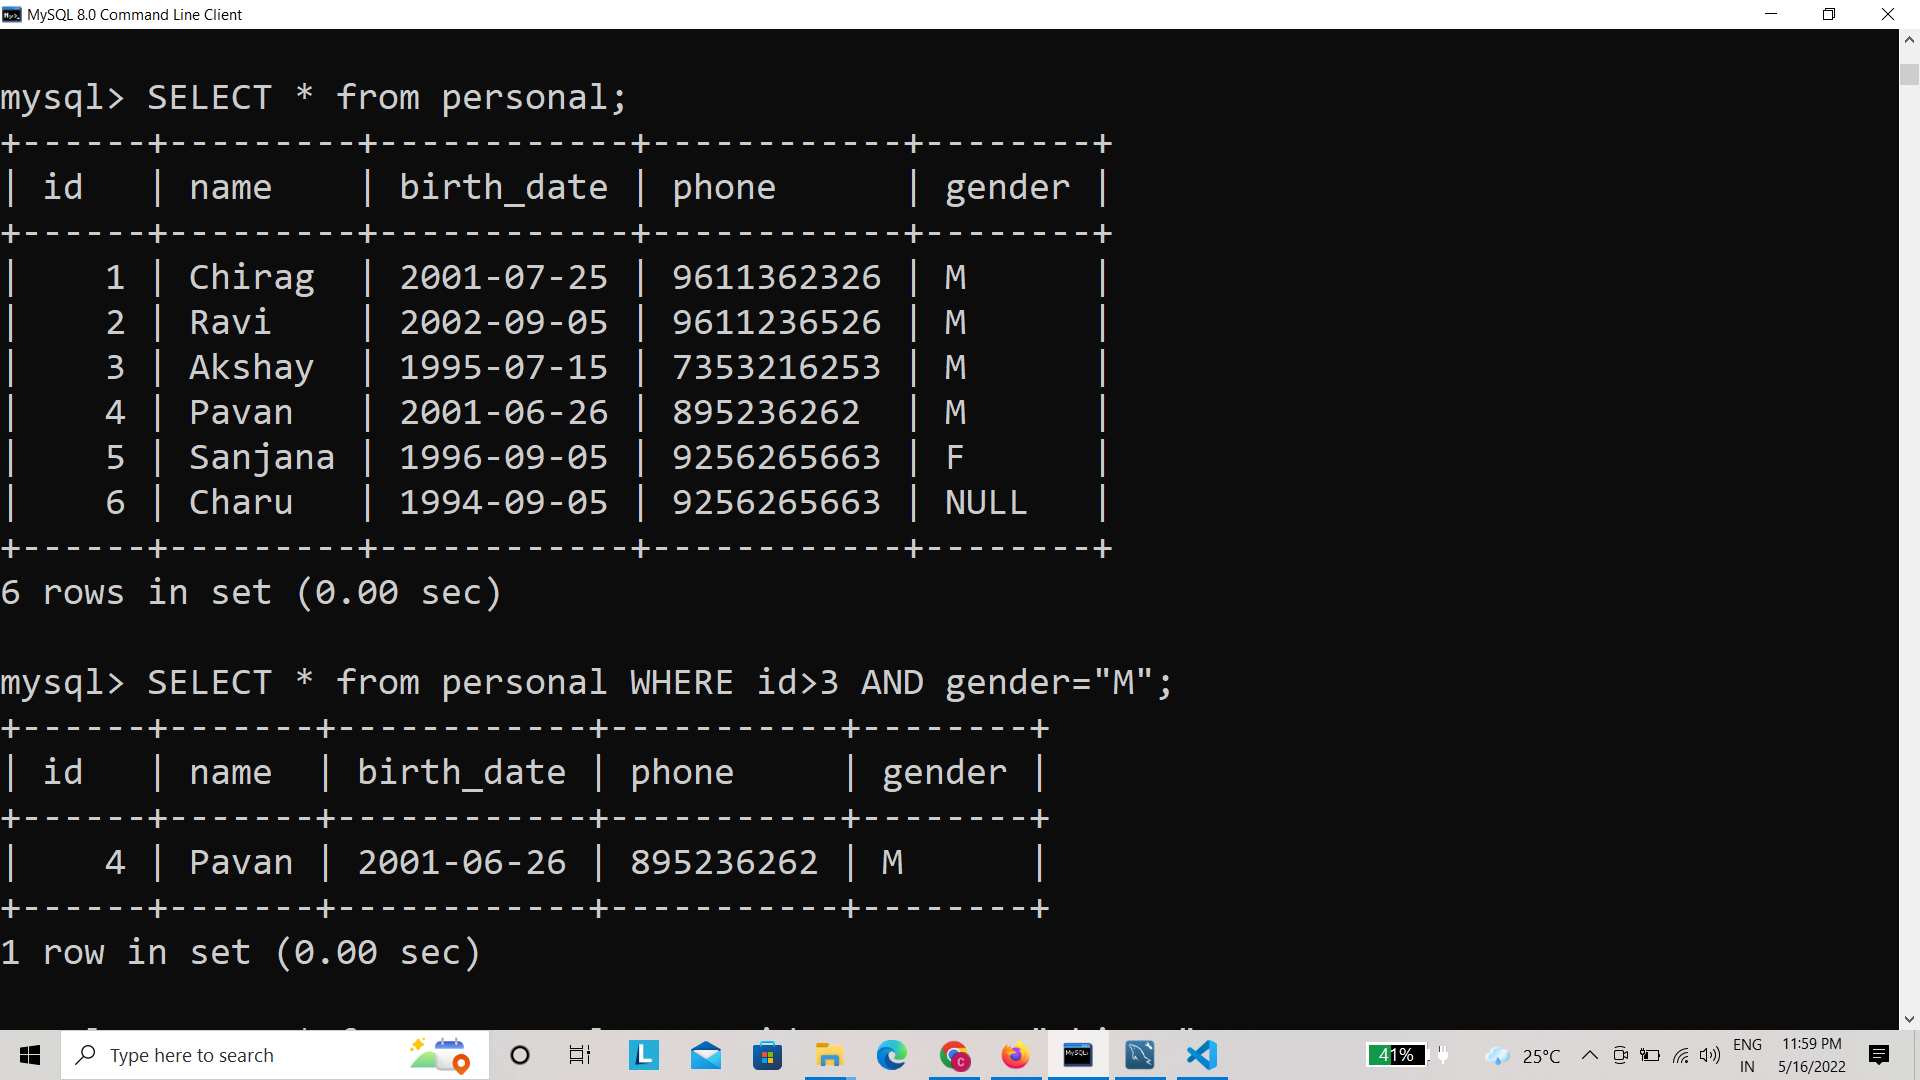 MySQL 8.0 Command Line Client
mysql> SELECT * from personal;
+------+---------+------------+------------+--------+
| id   | name    | birth_date | phone      | gender |
+------+---------+------------+------------+--------+
|    1 | Chirag  | 2001-07-25 | 9611362326 | M      |
|    2 | Ravi    | 2002-09-05 | 9611236526 | M      |
|    3 | Akshay  | 1995-07-15 | 7353216253 | M      |
|    4 | Pavan   | 2001-06-26 | 895236262  | M      |
|    5 | Sanjana | 1996-09-05 | 9256265663 | F      |
|    6 | Charu   | 1994-09-05 | 9256265663 | NULL   |
+------+---------+------------+------------+--------+
6 rows in set (0.00 sec)
mysql> SELECT * from personal WHERE id>3 AND gender="M";
+------+-------+------------+-----------+--------+
| id   | name  | birth_date | phone     | gender |
+------+-------+------------+-----------+--------+
|    4 | Pavan | 2001-06-26 | 895236262 | M      |
+------+-------+------------+-----------+--------+
1 row in set (0.00 sec)
Type here to search
L
C
MySQL
41%
25°C
ENG
IN
11:59 PM
5/16/2022